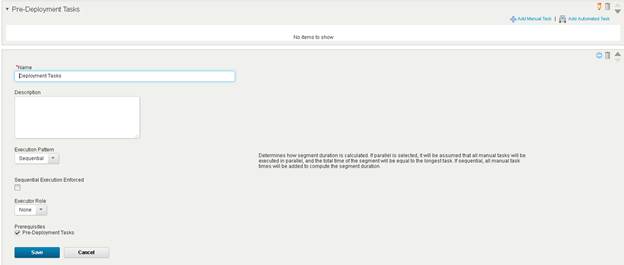 Pre-Deployment Tasks
Add Manual Task | Add Automated Task
No items to show
*Name
Deployment Tasks
Description
Execution Pattern
Sequential
Determines how segment duration is calculated. If parallel is selected, it will be assumed that all manual tasks will be
executed in parallel, and the total time of the segment will be equal to the longest task. If sequential, all manual task
times will be added to compute the segment duration.
Sequential Execution Enforced
Executor Role
None
Prerequisites
Pre-Deployment Tasks
Save Cancel